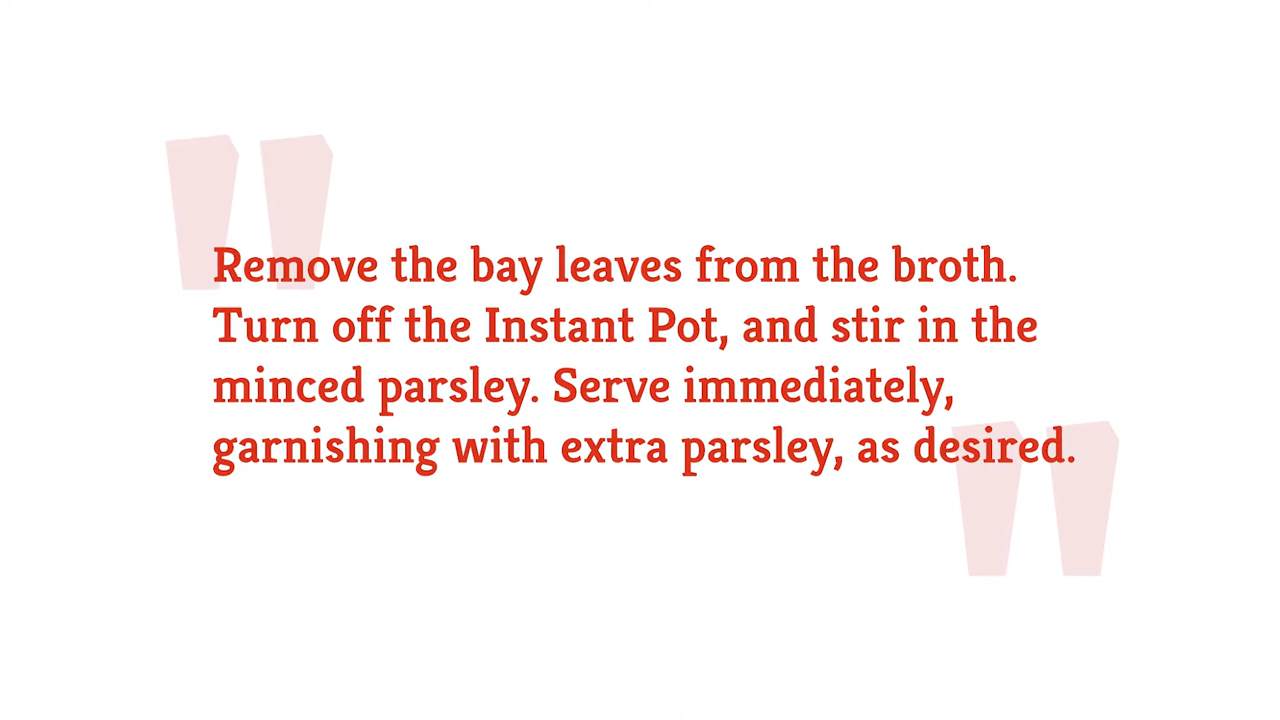 Remove the bay leaves from the broth.
Turn off the Instant Pot, and stir in the
minced parsley. Serve immediately,
garnishing with extra parsley, as desired.